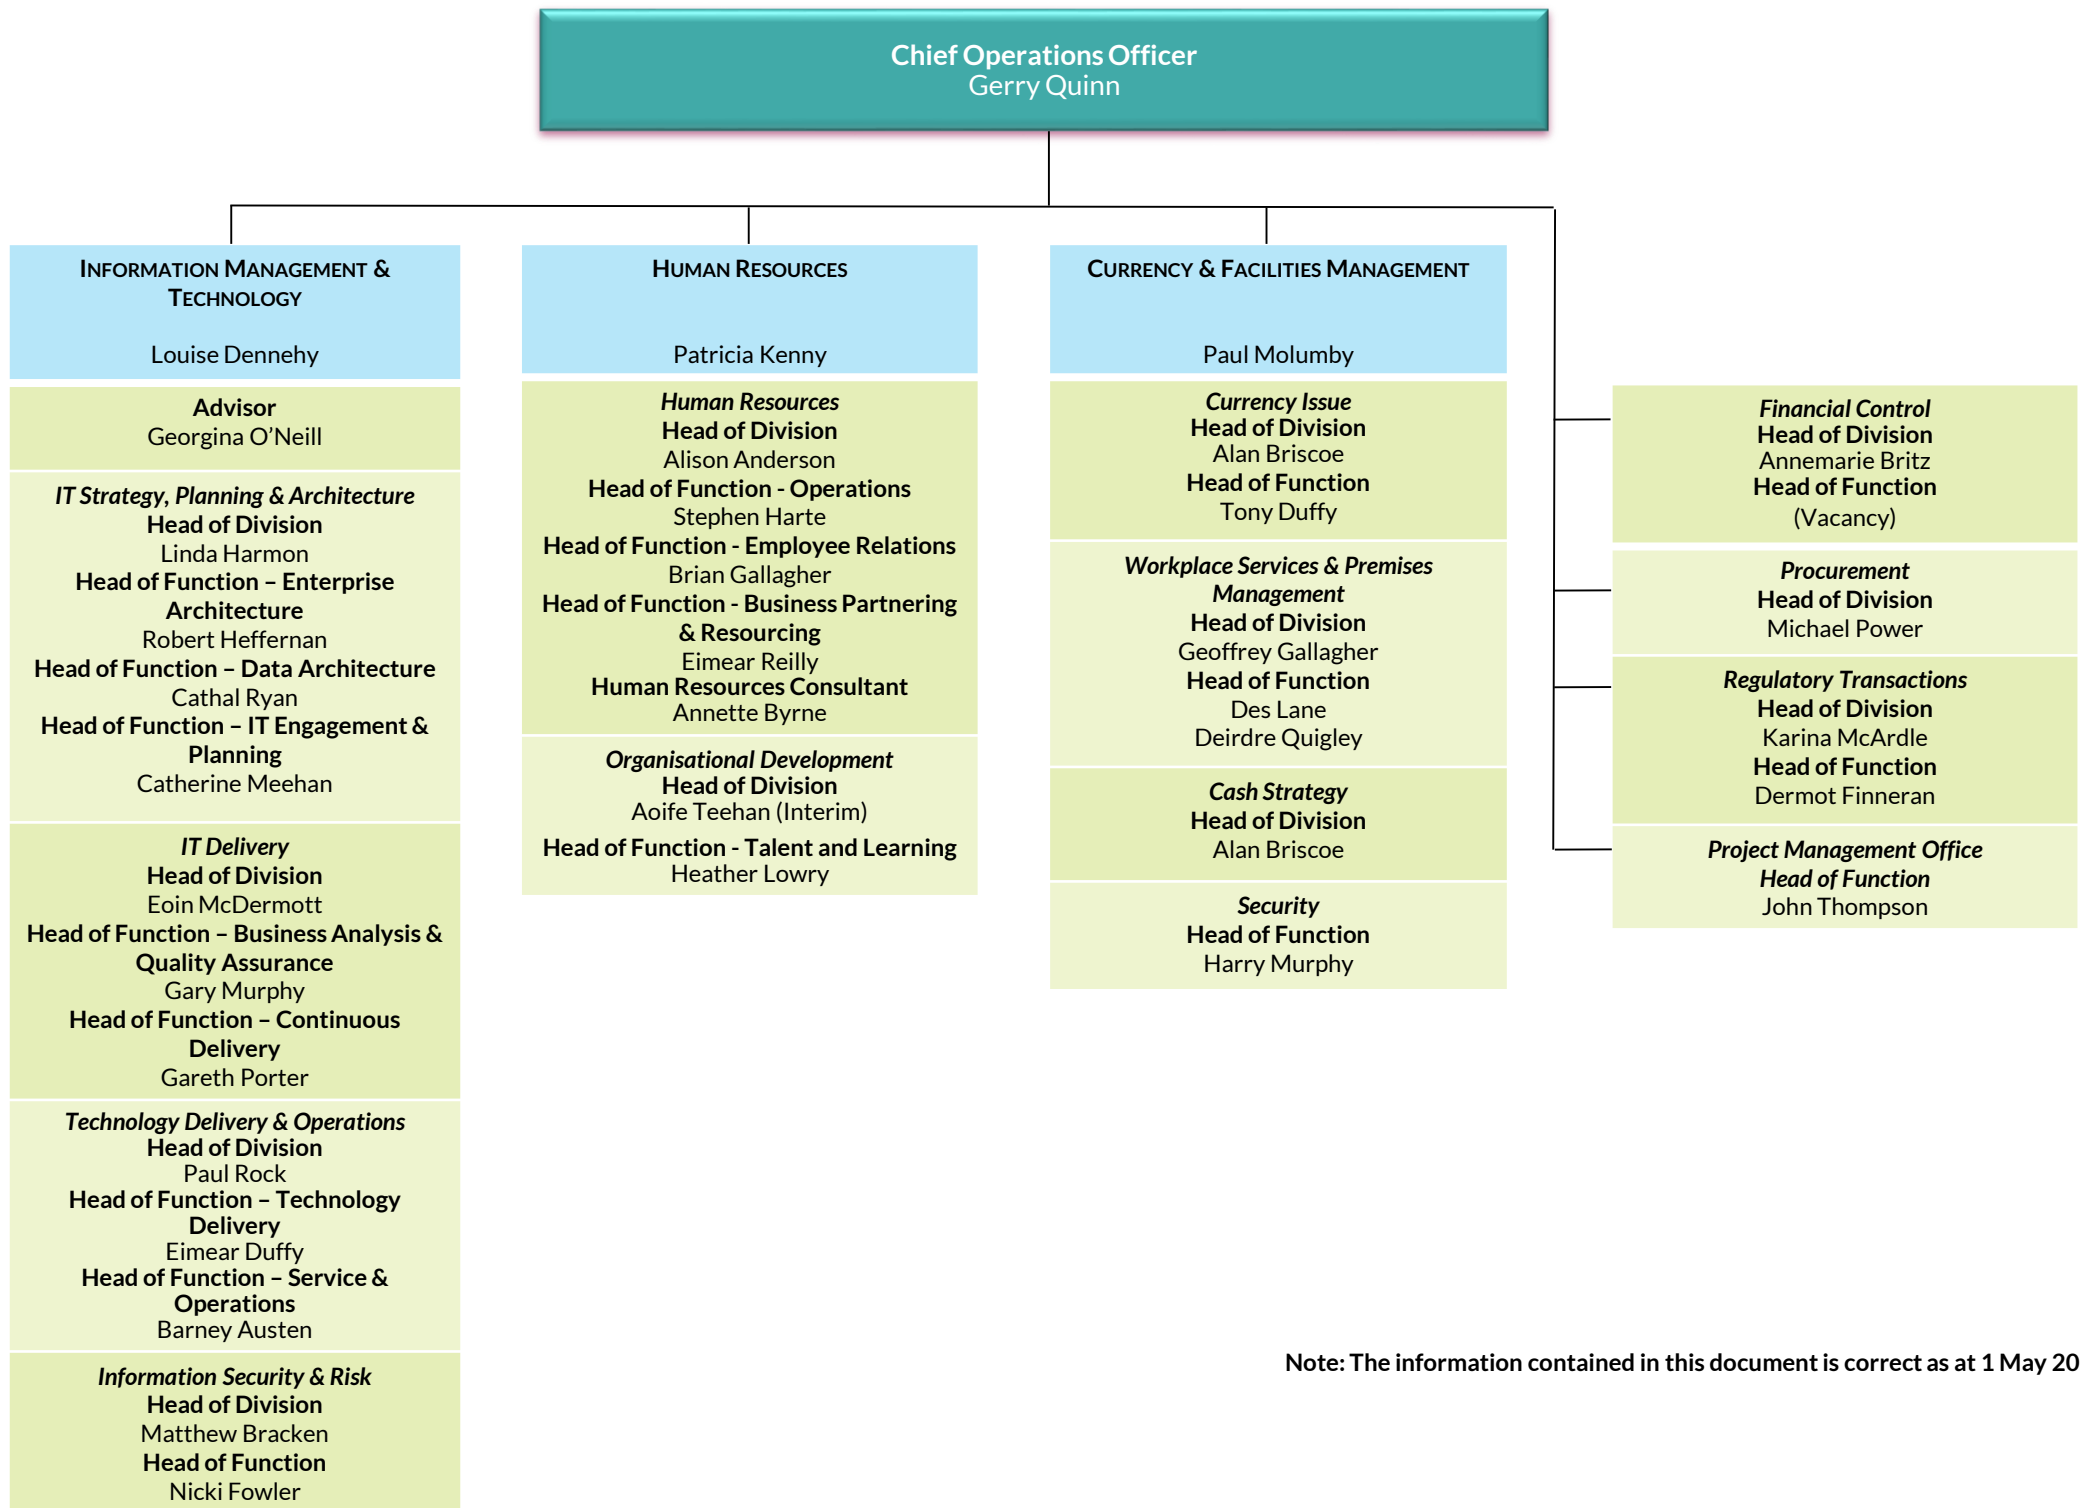 Chief Operations Officer
Gerry Quinn
INFORMATION MANAGEMENT &
TECHNOLOGY
Louise Dennehy
Advisor
Georgina O’Neill
IT Strategy, Planning & Architecture
Head of Division
Linda Harmon
Head of Function – Enterprise
Architecture
Robert Heffernan
Head of Function – Data Architecture
Cathal Ryan
Head of Function – IT Engagement &
Planning
Catherine Meehan
IT Delivery
Head of Division
Eoin McDermott
Head of Function – Business Analysis &
Quality Assurance
Gary Murphy
Head of Function – Continuous
Delivery
Gareth Porter
Technology Delivery & Operations
Head of Division
Paul Rock
Head of Function – Technology
Delivery
Eimear Duffy
Head of Function – Service &
Operations
Barney Austen
Information Security & Risk
Head of Division
Matthew Bracken
Head of Function
Nicki Fowler
HUMAN RESOURCES
Patricia Kenny
Human Resources
Head of Division
Alison Anderson
Head of Function - Operations
Stephen Harte
Head of Function - Employee Relations
Brian Gallagher
Head of Function - Business Partnering
& Resourcing
Eimear Reilly
Human Resources Consultant
Annette Byrne
Organisational Development
Head of Division
Aoife Teehan (Interim)
Head of Function - Talent and Learning
Heather Lowry
CURRENCY & FACILITIES MANAGEMENT
Paul Molumby
Currency Issue
Head of Division
Alan Briscoe
Head of Function
Tony Duffy
Workplace Services & Premises
Management
Head of Division
Geoffrey Gallagher
Head of Function
Des Lane
Deirdre Quigley
Cash Strategy
Head of Division
Alan Briscoe
Security
Head of Function
Harry Murphy
Financial Control
Head of Division
Annemarie Britz
Head of Function
(Vacancy)
Procurement
Head of Division
Michael Power
Regulatory Transactions
Head of Division
Karina McArdle
Head of Function
Dermot Finneran
Project Management Office
Head of Function
John Thompson
Note: The information contained in this document is correct as at 1 May 20